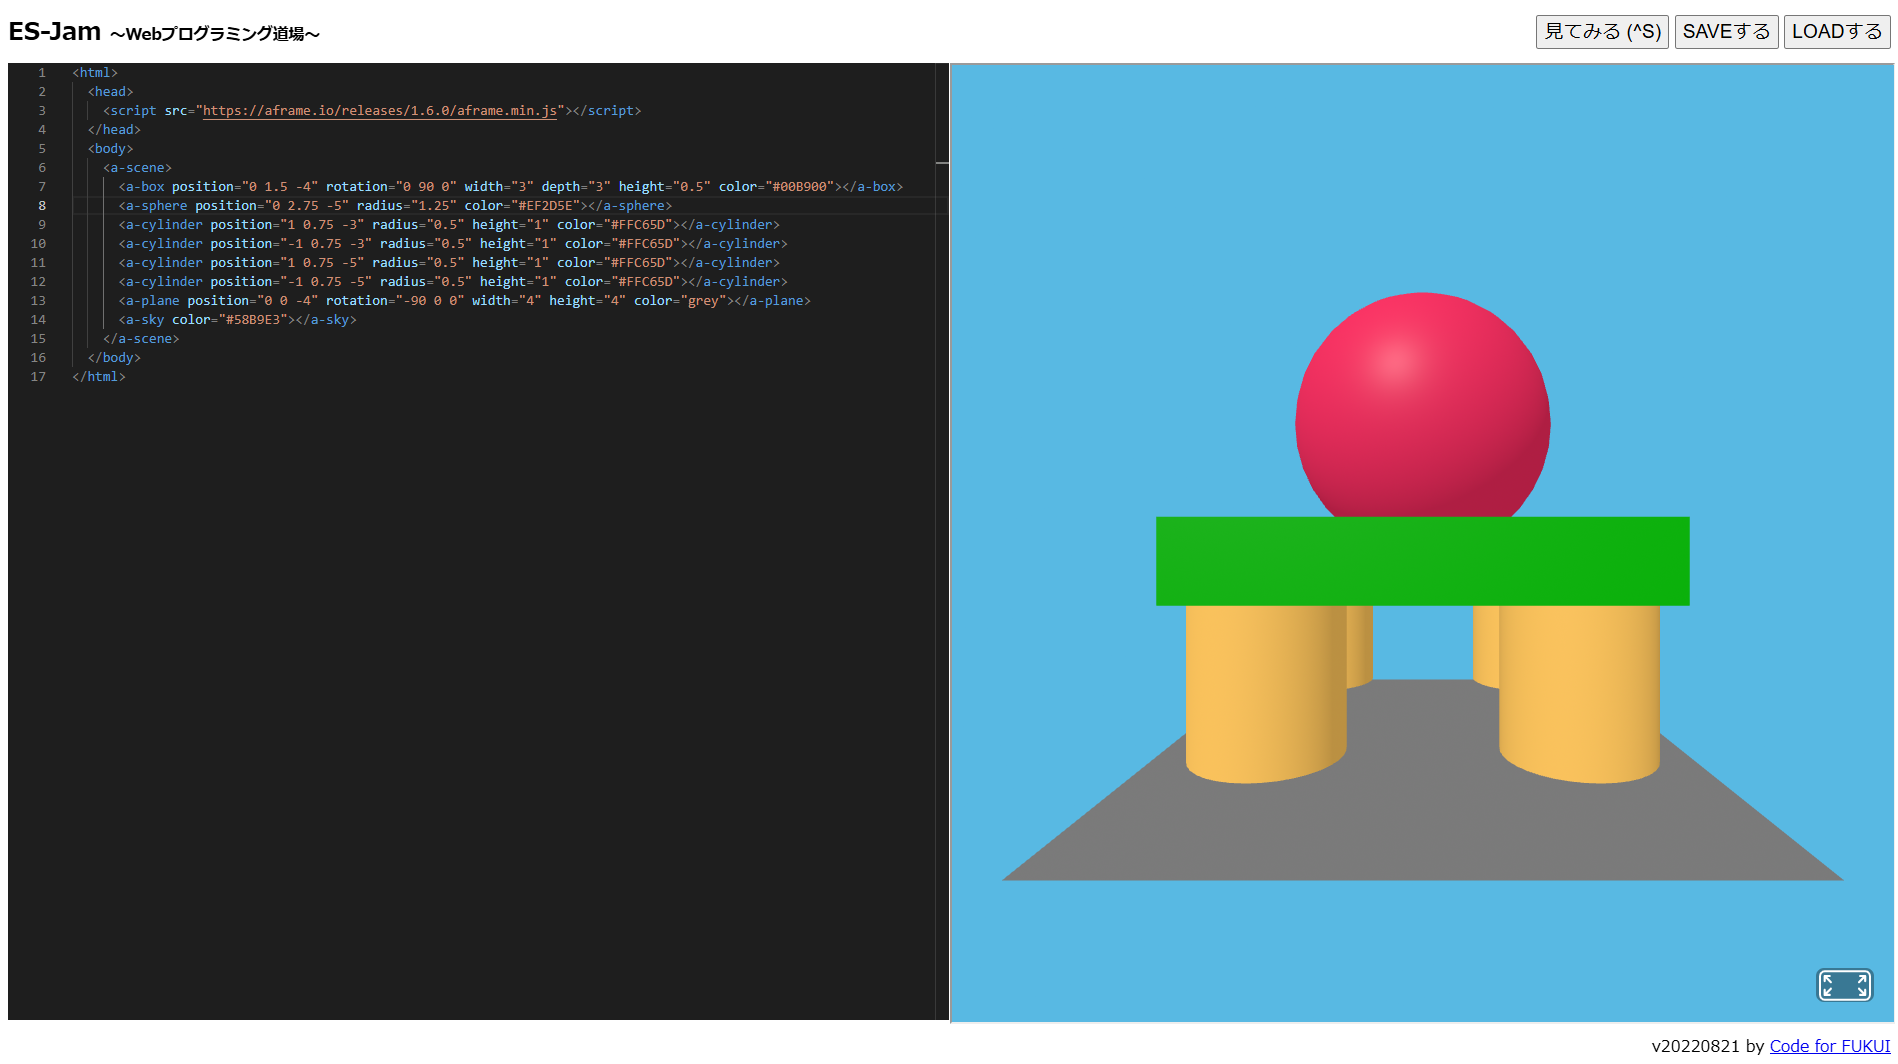 ES-Jam ～Webプログラミング道場～
見てみる (^S) SAVEする LOADする
1 <html>
2 <head>
3 <script src="https://aframe.io/releases/1.6.0/aframe.min.js"></script>
4 </head>
5 <body>
6 <a-scene>
7 <a-box position="0 1.5 -4" rotation="0 90 0" width="3" depth="3" height="0.5" color="#00B900"></a-box>
8 <a-sphere position="0 2.75 -5" radius="1.25" color="#EF2D5E"></a-sphere>
9 <a-cylinder position="1 0.75 -3" radius="0.5" height="1" color="#FFC65D"></a-cylinder>
10 <a-cylinder position="-1 0.75 -3" radius="0.5" height="1" color="#FFC65D"></a-cylinder>
11 <a-cylinder position="1 0.75 -5" radius="0.5" height="1" color="#FFC65D"></a-cylinder>
12 <a-cylinder position="-1 0.75 -5" radius="0.5" height="1" color="#FFC65D"></a-cylinder>
13 <a-plane position="0 0 -4" rotation="-90 0 0" width="4" height="4" color="grey"></a-plane>
14 <a-sky color="#58B9E3"></a-sky>
15 </a-scene>
16 </body>
17 </html>
v20220821 by Code for FUKUI